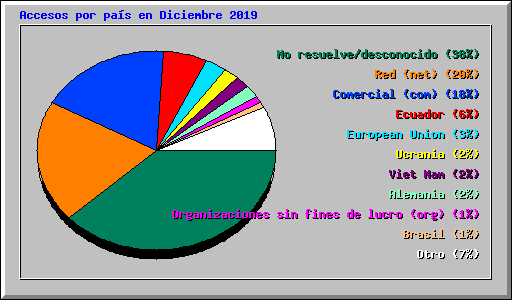 Accesos por país en Diciembre 2019
No resuelve/desconocido (38%)
Red (net) (20%)
Comercial (com) (18%)
Ecuador (6%)
European Union (3%)
Ucrania (2%)
Viet Nam (2%)
Alemania (2%)
Organizaciones sin fines de lucro (org) (1%)
Brasil (1%)
Otro (7%)